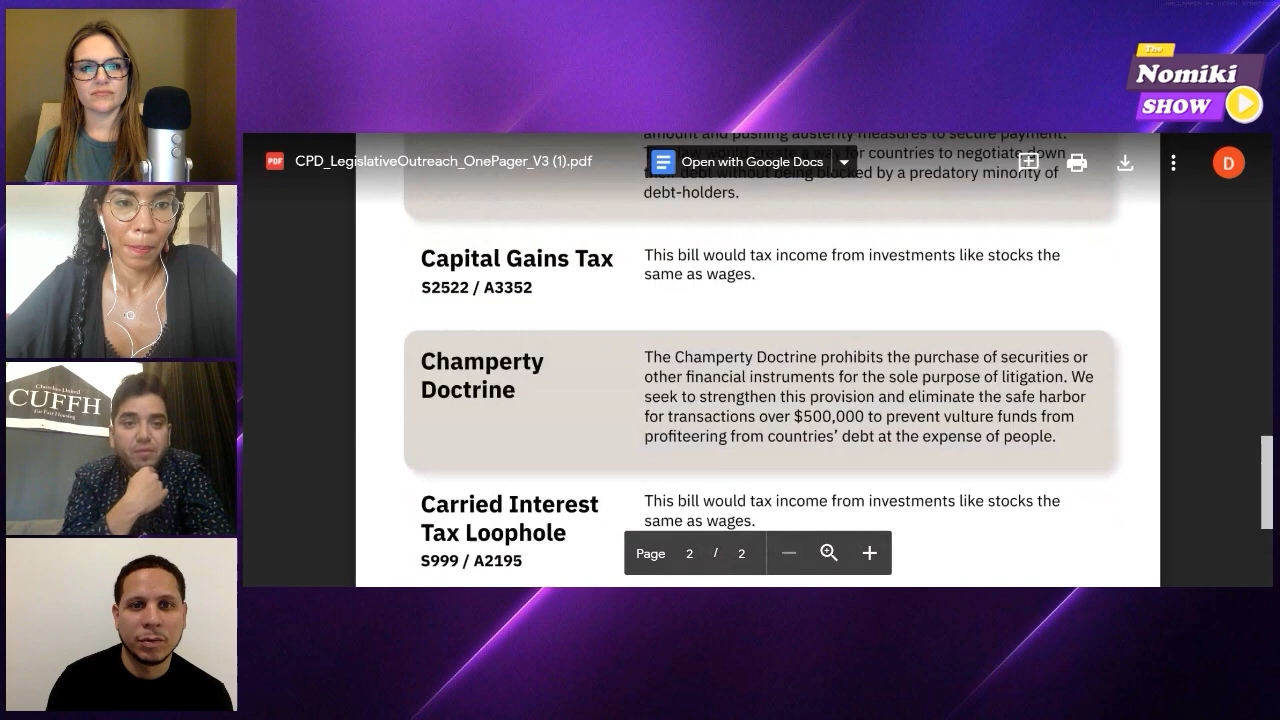 The
Nomiki
SHOW
CUFFH
For Fair Housing
PDF
CPD_LegislativeOutreach_OnePager_V3 (1).pdf
Open with Google Docs
D
amount and pushing austerity measures to secure payment.
for countries to negotiate down
their debt without being blocked by a predatory minority of
debt-holders.
Capital Gains Tax
S2522 / A3352
This bill would tax income from investments like stocks the
same as wages.
Champerty
Doctrine
The Champerty Doctrine prohibits the purchase of securities or
other financial instruments for the sole purpose of litigation. We
seek to strengthen this provision and eliminate the safe harbor
for transactions over $500,000 to prevent vulture funds from
profiteering from countries’ debt at the expense of people.
Carried Interest
Tax Loophole
S999 / A2195
This bill would tax income from investments like stocks the
same as wages.
Page 2 / 2